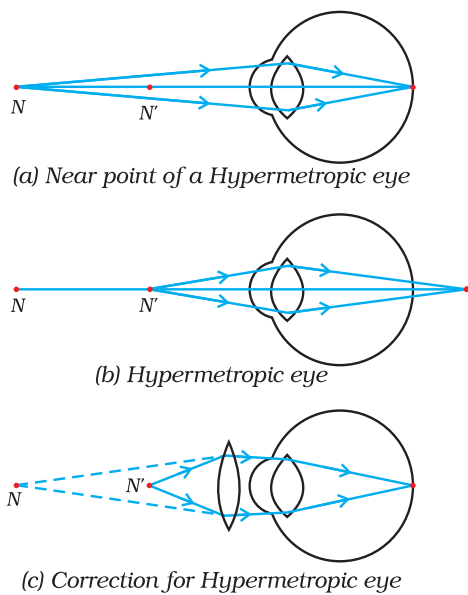 N
N'
(a) Near point of a Hypermetropic eye
N
N'
(b) Hypermetropic eye
N
N'
(c) Correction for Hypermetropic eye